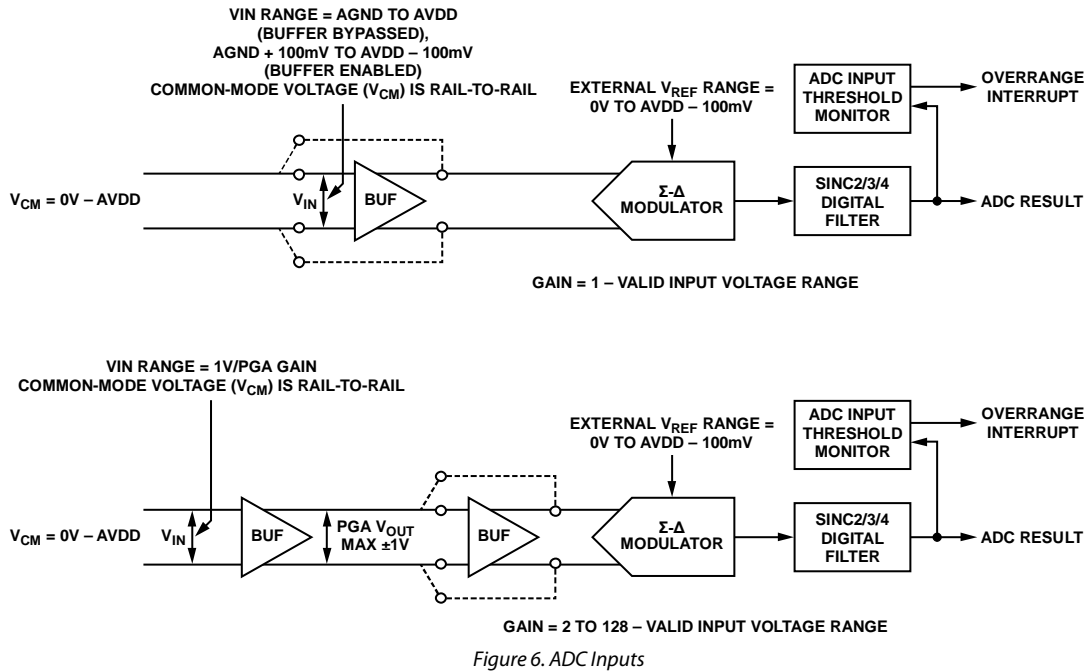 VIN RANGE = AGND TO AVDD
(BUFFER BYPASSED),
AGND + 100mV TO AVDD – 100mV
(BUFFER ENABLED)
COMMON-MODE VOLTAGE (VCM) IS RAIL-TO-RAIL
EXTERNAL VREF RANGE =
0V TO AVDD – 100mV
ADC INPUT
THRESHOLD
MONITOR
OVERRANGE
INTERRUPT
VCM = 0V – AVDD
VIN
BUF
Σ-Δ
MODULATOR
SINC2/3/4
DIGITAL
FILTER
ADC RESULT
GAIN = 1 – VALID INPUT VOLTAGE RANGE
VIN RANGE = 1V/PGA GAIN
COMMON-MODE VOLTAGE (VCM) IS RAIL-TO-RAIL
EXTERNAL VREF RANGE =
0V TO AVDD – 100mV
ADC INPUT
THRESHOLD
MONITOR
OVERRANGE
INTERRUPT
VCM = 0V – AVDD
VIN
BUF
PGA VOUT
MAX ±1V
BUF
Σ-Δ
MODULATOR
SINC2/3/4
DIGITAL
FILTER
ADC RESULT
GAIN = 2 TO 128 – VALID INPUT VOLTAGE RANGE
Figure 6. ADC Inputs